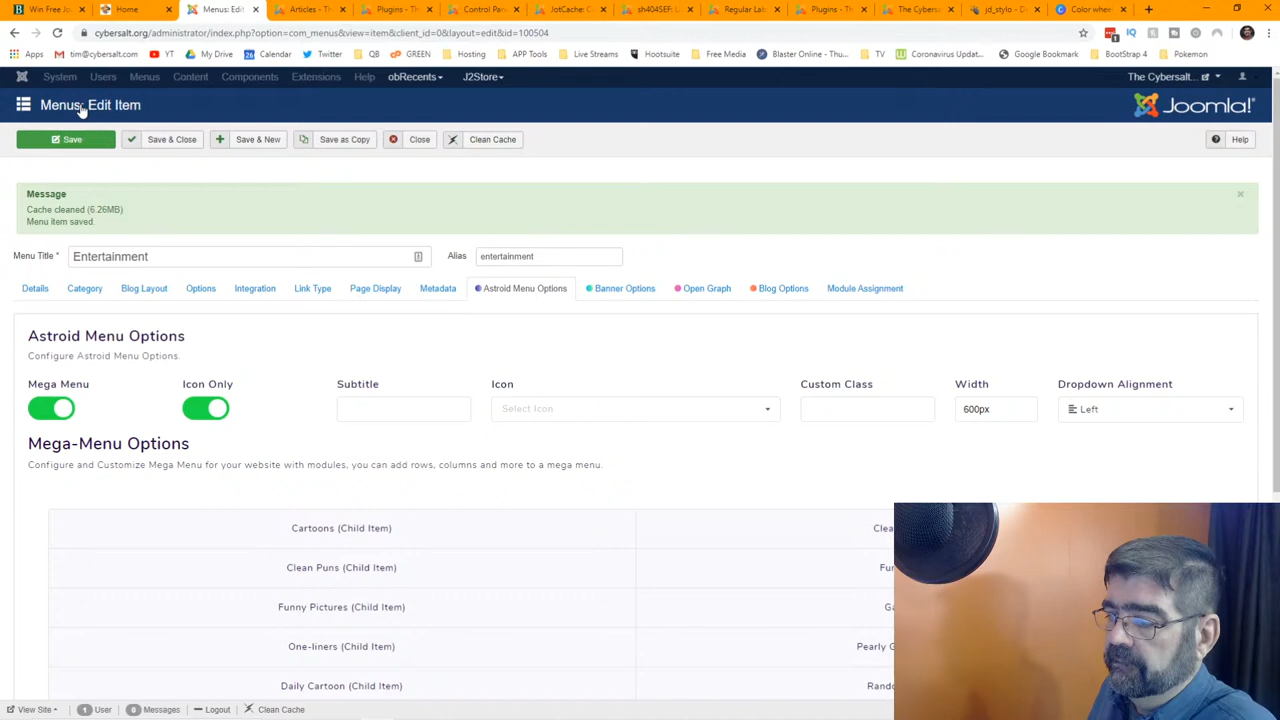 Win Free Jo
Home
Menus: Edit
Articles - Th
Plugins - Th
Control Pan
JotCache: C
sh404SEF: L
Regular Lab
Plugins - Th
The Cybers
jd_stylo - D
Color whee
cybersalt.org/administrator/index.php?option=com_menus&view=item&client_id=0&layout=edit&id=100504
Apps
tim@cybersalt.com
YT
My Drive
Calendar
Twitter
QB
GREEN
Hosting
APP Tools
Live Streams
Hootsuite
Free Media
Blaster Online
TV
Coronavirus Updat...
Google Bookmark
BootStrap 4
Pokemon
System Users Menus Content Components Extensions Help obRecents J2Store
The Cybersalt...
Menus: Edit Item
Joomla!®
Save
Save & Close
Save & New
Save as Copy
Close
Clean Cache
Help
Message
Cache cleaned (6.26MB)
Menu item saved.
Menu Title *
Entertainment
Alias
entertainment
Details Category Blog Layout Options Integration Link Type Page Display Metadata Astroid Menu Options Banner Options Open Graph Blog Options Module Assignment
Astroid Menu Options
Configure Astroid Menu Options.
Mega Menu
Icon Only
Subtitle
Icon
Custom Class
Width
Dropdown Alignment
Select Icon
600px
Left
Mega-Menu Options
Configure and Customize Mega Menu for your website with modules, you can add rows, columns and more to a mega menu.
Cartoons (Child Item)
Clea
Clean Puns (Child Item)
Fu
Funny Pictures (Child Item)
Ga
One-liners (Child Item)
Pearly G
Daily Cartoon (Child Item)
Rand
View Site
1 User
0 Messages
Logout
Clean Cache